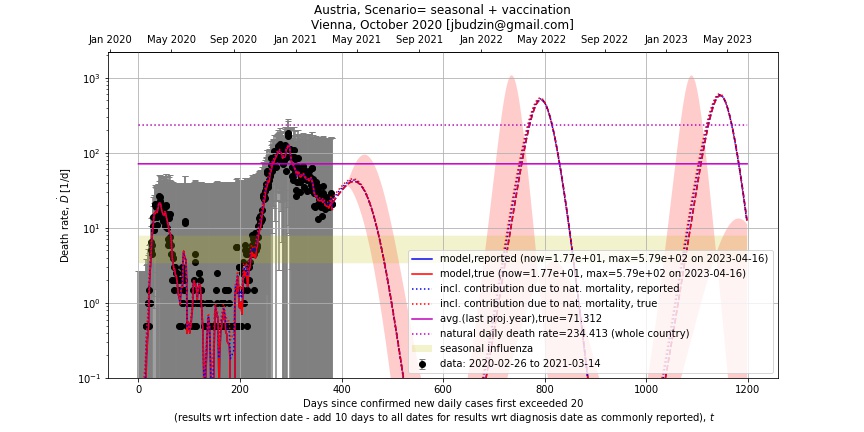 Austria, Scenario= seasonal + vaccination
Vienna, October 2020 [jbudzin@gmail.com]
Jan 2020 May 2020 Sep 2020 Jan 2021 May 2021 Sep 2021 Jan 2022 May 2022 Sep 2022 Jan 2023 May 2023
10³
10²
10¹
10⁰
10⁻¹
Death rate, D [1/d]
model,reported (now=1.77e+01, max=5.79e+02 on 2023-04-16)
model,true (now=1.77e+01, max=5.79e+02 on 2023-04-16)
incl. contribution due to nat. mortality, reported
incl. contribution due to nat. mortality, true
avg.(last proj.year),true=71.312
natural daily death rate=234.413 (whole country)
seasonal influenza
data: 2020-02-26 to 2021-03-14
0 200 400 600 800 1000 1200
Days since confirmed new daily cases first exceeded 20
(results wrt infection date - add 10 days to all dates for results wrt diagnosis date as commonly reported), t